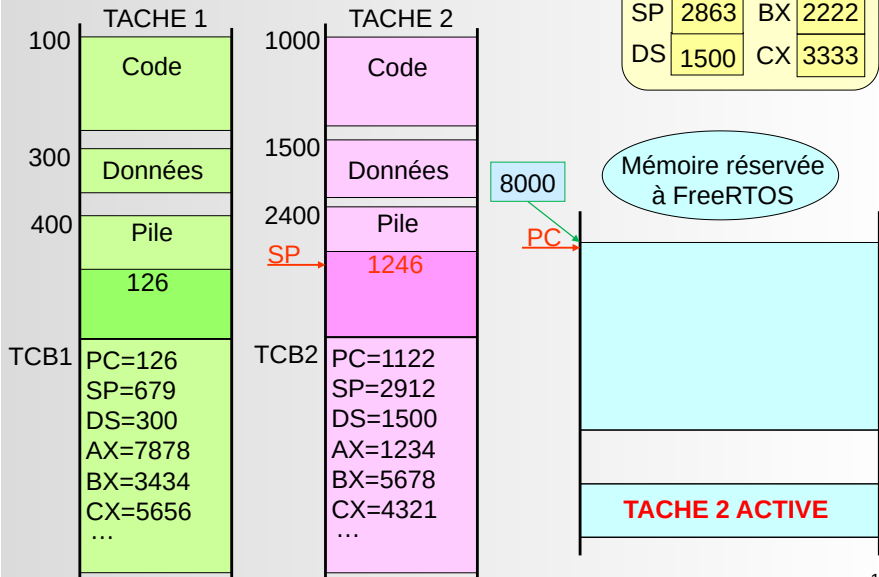 TACHE 1
TACHE 2
SP 2863 BX 2222
DS 1500 CX 3333
100
Code
300
Données
400
Pile
126
TCB1
PC=126
SP=679
DS=300
AX=7878
BX=3434
CX=5656
…
1000
Code
1500
Données
2400
Pile
SP
1246
TCB2
PC=1122
SP=2912
DS=1500
AX=1234
BX=5678
CX=4321
…
8000
PC
Mémoire réservée
à FreeRTOS
TACHE 2 ACTIVE